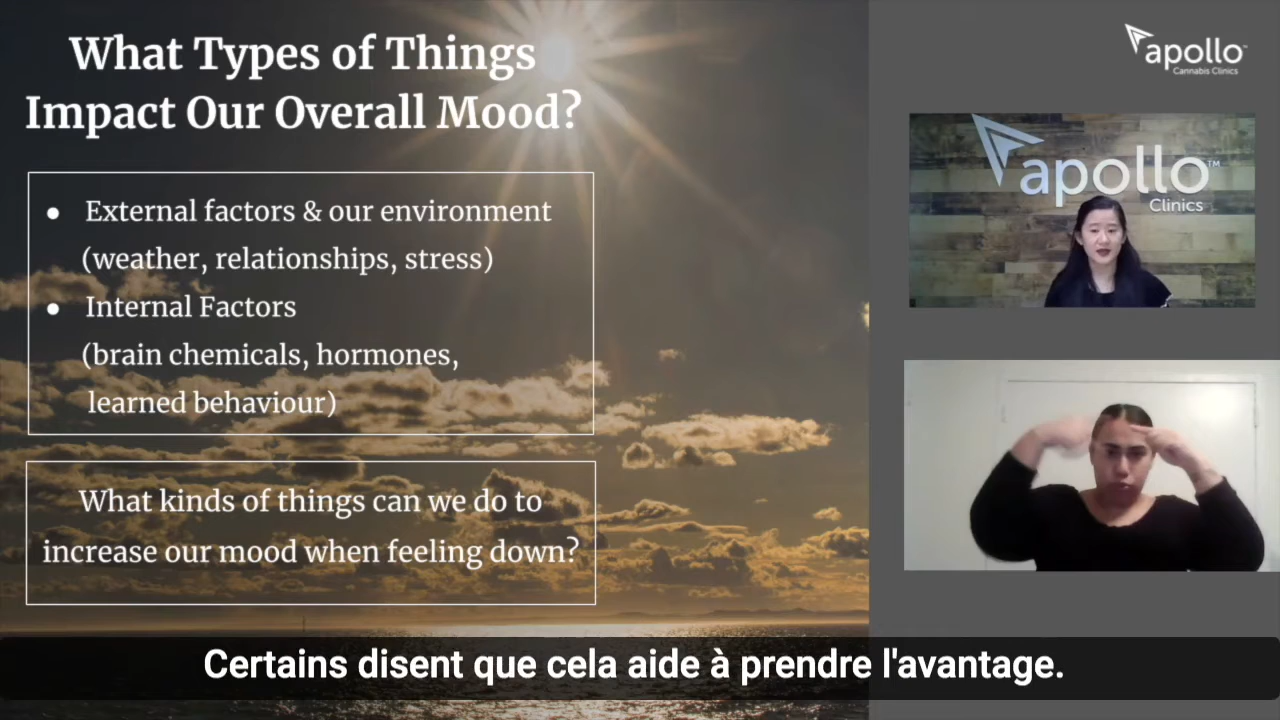 What Types of Things
Impact Our Overall Mood?
● External factors & our environment
(weather, relationships, stress)
● Internal Factors
(brain chemicals, hormones,
learned behaviour)
What kinds of things can we do to
increase our mood when feeling down?
apollo™
Cannabis Clinics
apollo™
Clinics
Certains disent que cela aide à prendre l'avantage.